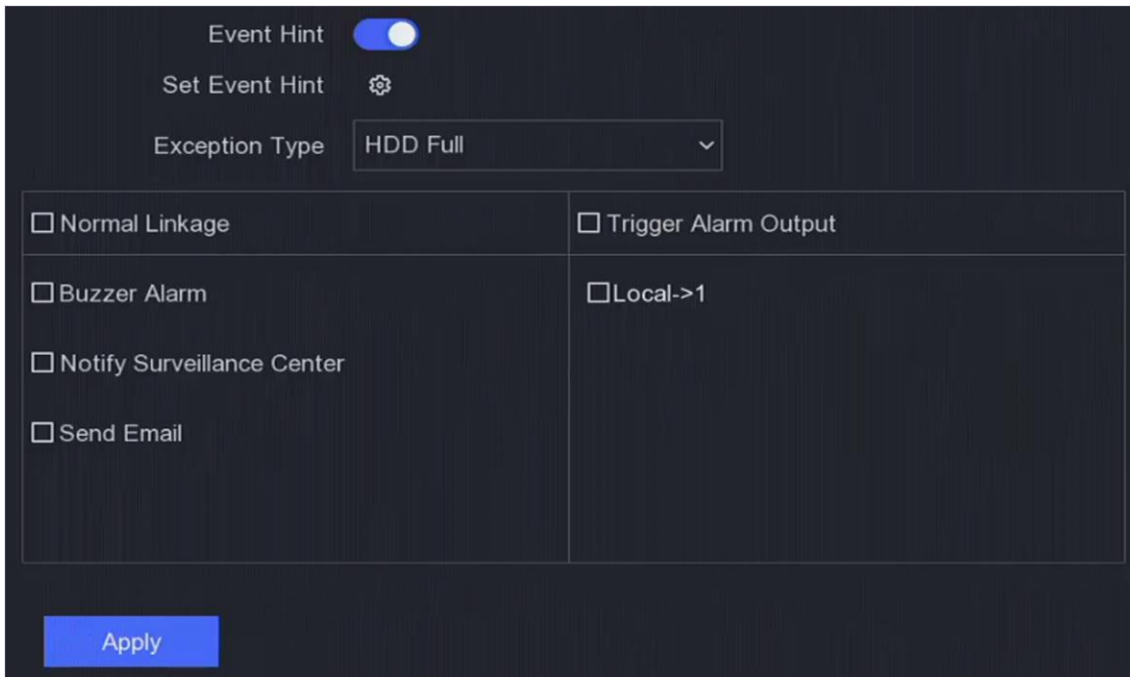 Event Hint
Set Event Hint
Exception Type HDD Full
Normal Linkage Trigger Alarm Output
Buzzer Alarm Local->1
Notify Surveillance Center
Send Email
Apply